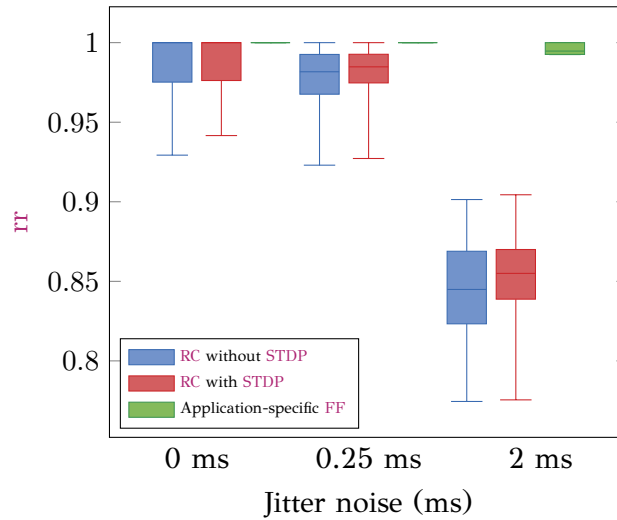 1
0.95
0.9
0.85
0.8
rr
RC without STDP
RC with STDP
Application-specific FF
0 ms
0.25 ms
2 ms
Jitter noise (ms)